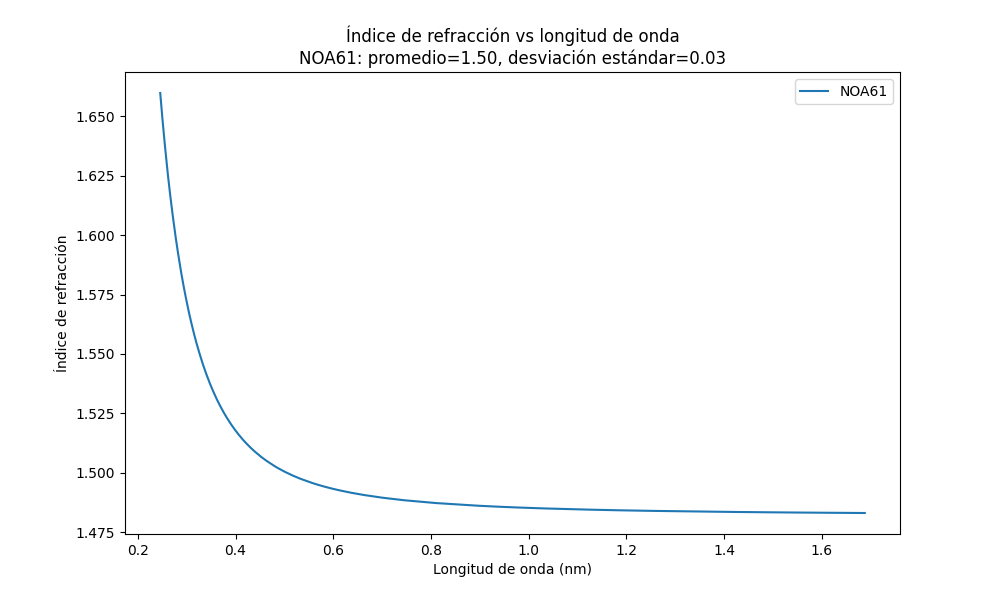 Índice de refracción vs longitud de onda
NOA61: promedio=1.50, desviación estándar=0.03
NOA61
1.650
1.625
1.600
1.575
1.550
1.525
1.500
1.475
Índice de refracción
0.2 0.4 0.6 0.8 1.0 1.2 1.4 1.6
Longitud de onda (nm)